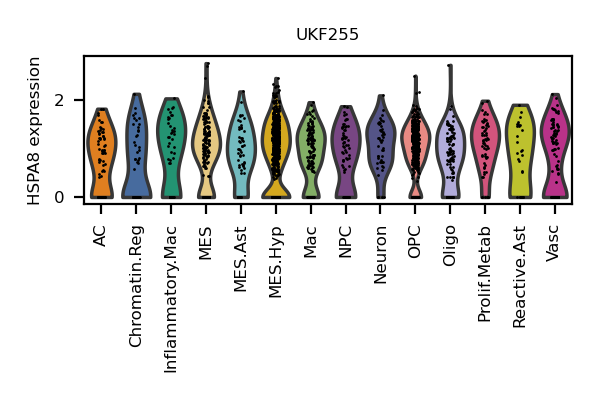 UKF255
HSPA8 expression
2
0
AC
Chromatin.Reg
Inflammatory.Mac
MES
MES.Ast
MES.Hyp
Mac
NPC
Neuron
OPC
Oligo
Prolif.Metab
Reactive.Ast
Vasc